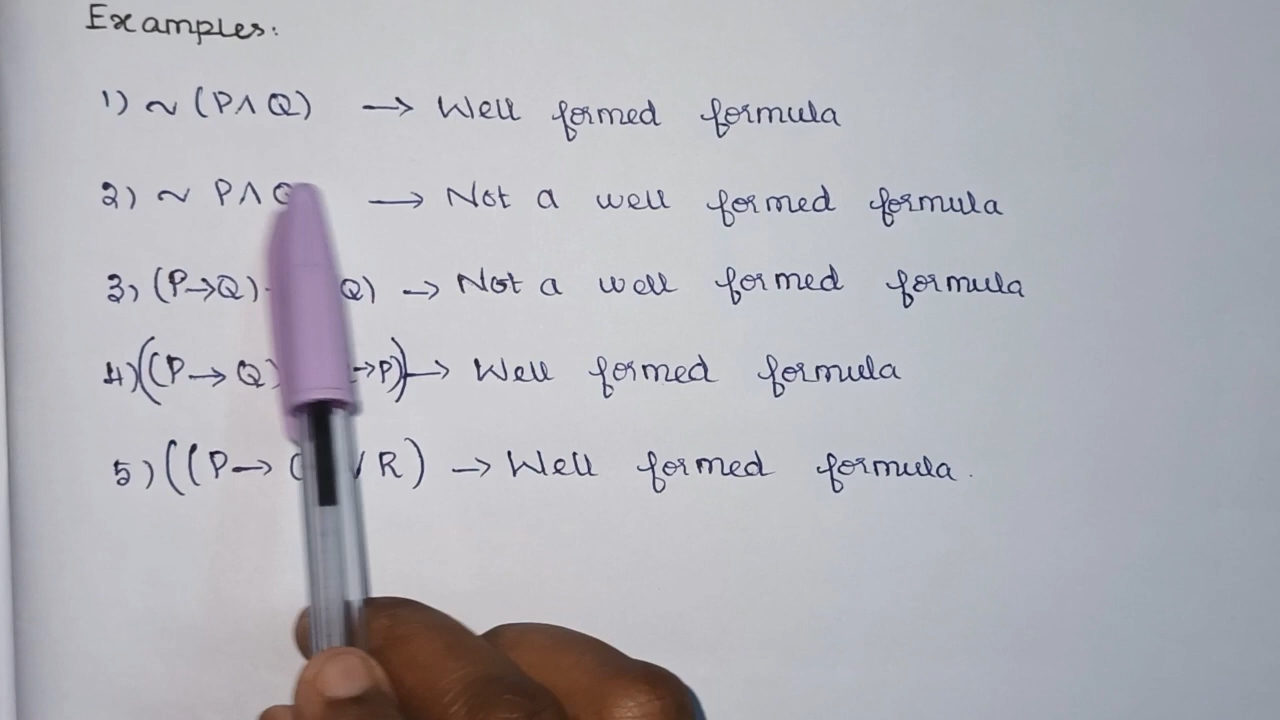 Examples:
1) ~ (P∧Q) → Well formed formula
2) ~ P∧ → Not a well formed formula
3) (P→Q) Q) → Not a well formed formula
4) ((P→Q) →P)) → Well formed formula
5) ((P→ R) → Well formed formula.